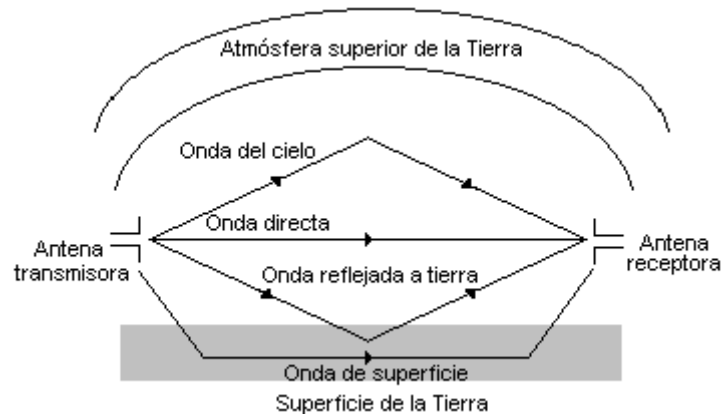 Atmósfera superior de la Tierra
Onda del cielo
Onda directa
Antena
transmisora
Antena
receptora
Onda reflejada a tierra
Onda de superficie
Superficie de la Tierra